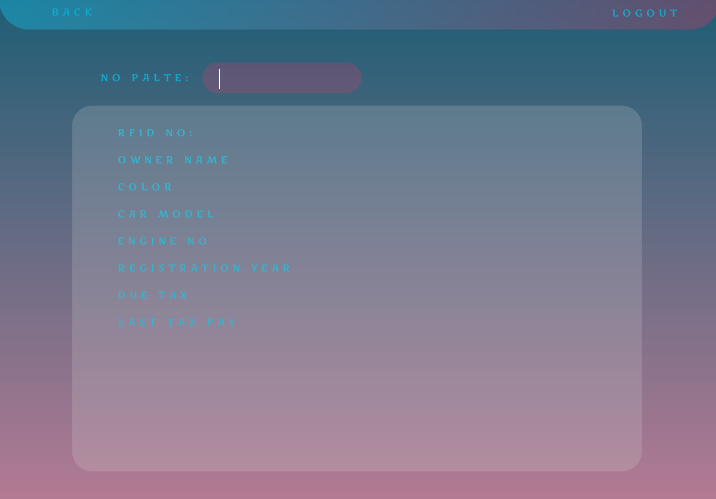 BACK
LOGOUT
NO PALTE:
RFID NO:
OWNER NAME
COLOR
CAR MODEL
ENGINE NO
REGISTRATION YEAR
DUE TAX
LAST TAX PAY